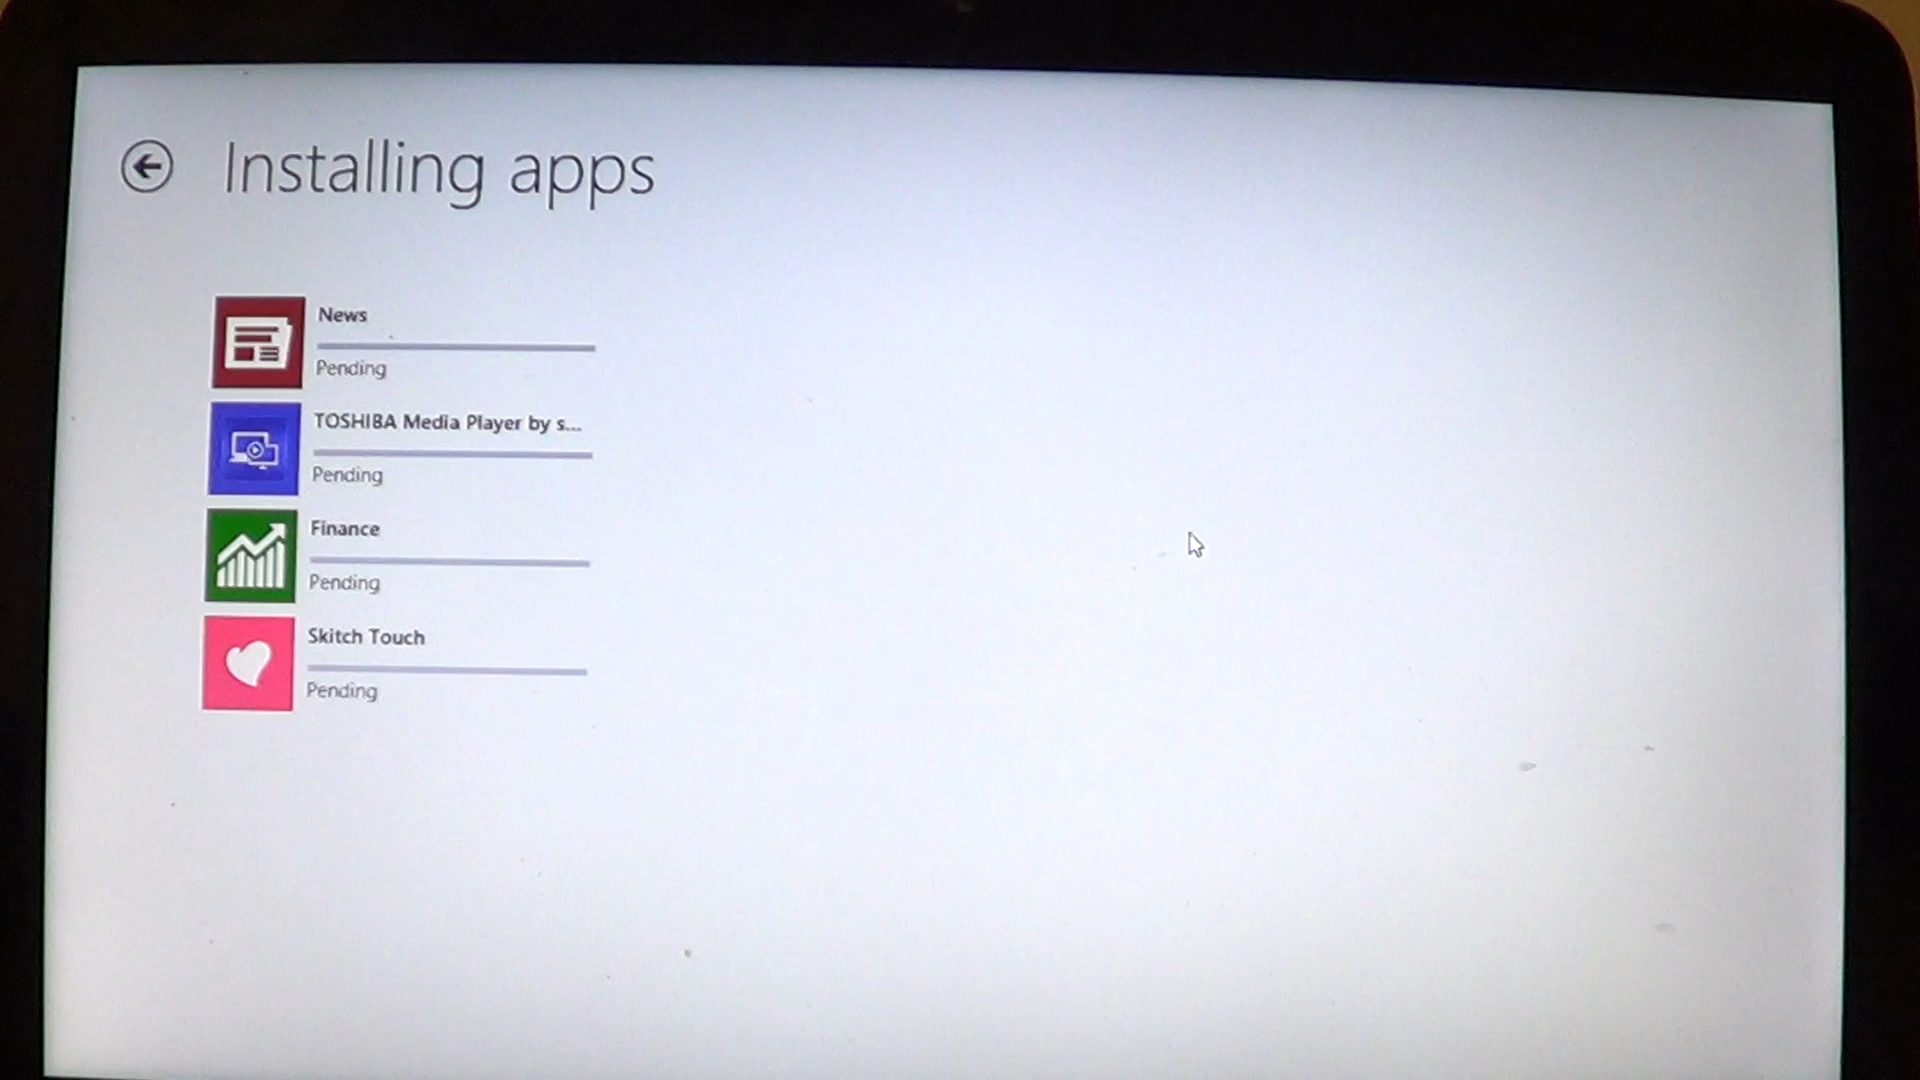 Installing apps
News
Pending
TOSHIBA Media Player by s...
Pending
Finance
Pending
Skitch Touch
Pending